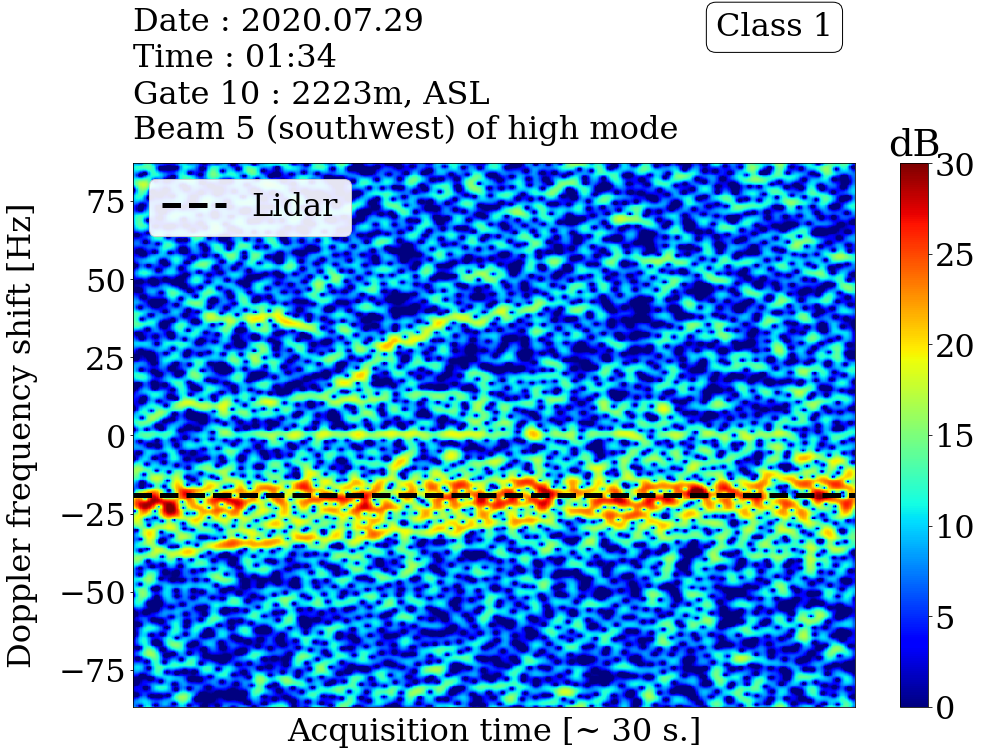 Date : 2020.07.29
Time : 01:34
Gate 10 : 2223m, ASL
Beam 5 (southwest) of high mode
Class 1
dB
Lidar
Doppler frequency shift [Hz]
75
50
25
0
−25
−50
−75
30
25
20
15
10
5
0
Acquisition time [~ 30 s.]